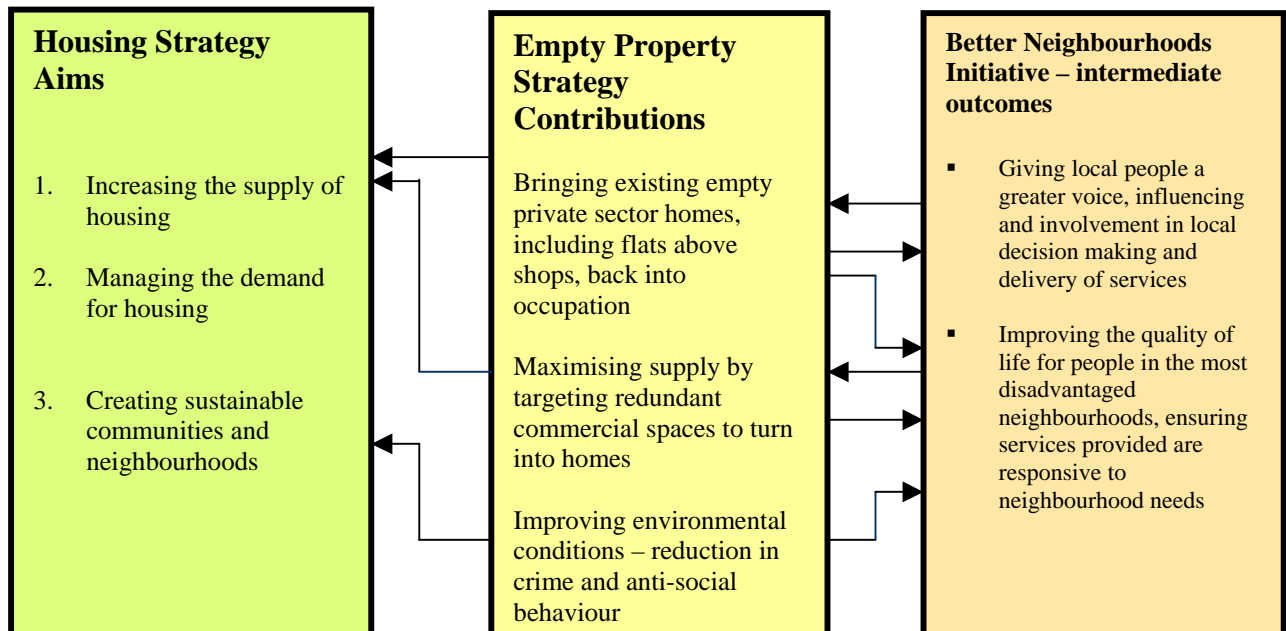 Housing Strategy
Aims
1. Increasing the supply of
housing
2. Managing the demand
for housing
3. Creating sustainable
communities and
neighbourhoods
Empty Property
Strategy
Contributions
Bringing existing empty
private sector homes,
including flats above
shops, back into
occupation
Maximising supply by
targeting redundant
commercial spaces to turn
into homes
Improving environmental
conditions – reduction in
crime and anti-social
behaviour
Better Neighbourhoods
Initiative – intermediate
outcomes
▪ Giving local people a
greater voice, influencing
and involvement in local
decision making and
delivery of services
▪ Improving the quality of
life for people in the most
disadvantaged
neighbourhoods, ensuring
services provided are
responsive to
neighbourhood needs